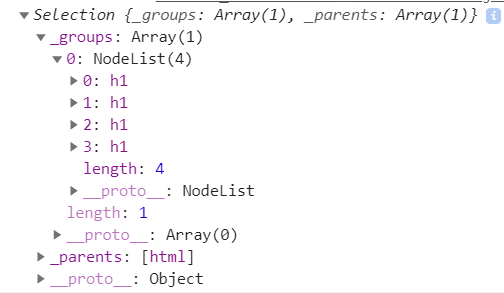 Selection {_groups: Array(1), _parents: Array(1)} i
_groups: Array(1)
0: NodeList(4)
0: h1
1: h1
2: h1
3: h1
length: 4
__proto__: NodeList
length: 1
__proto__: Array(0)
_parents: [html]
__proto__: Object